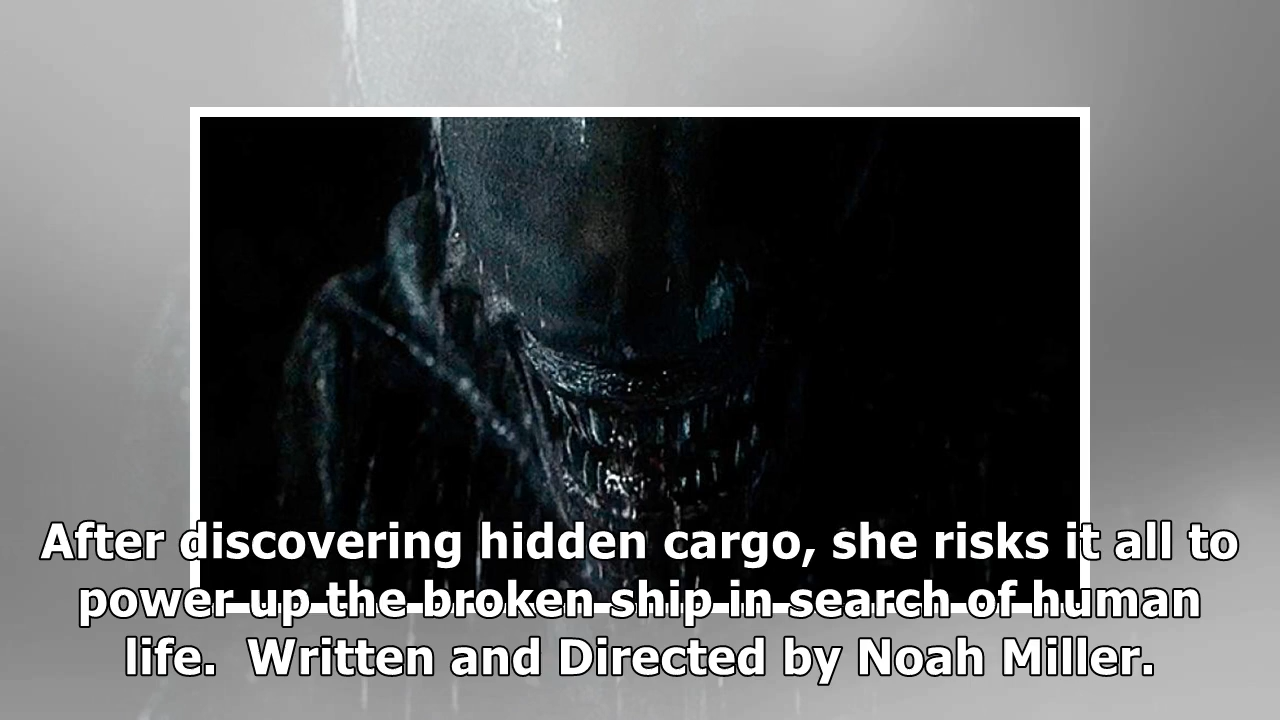 After discovering hidden cargo, she risks it all to
power up the broken ship in search of human
life.  Written and Directed by Noah Miller.